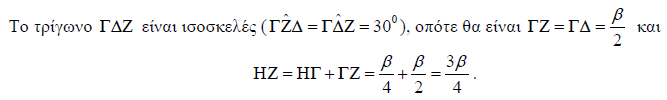 Το τρίγωνο ΓΔΖ είναι ισοσκελές (ΓẐΔ = ΓΔ̂Ζ = 30⁰), οπότε θα είναι ΓΖ = ΓΔ = β/2 και
ΗΖ = ΗΓ + ΓΖ = β/4 + β/2 = 3β/4 .